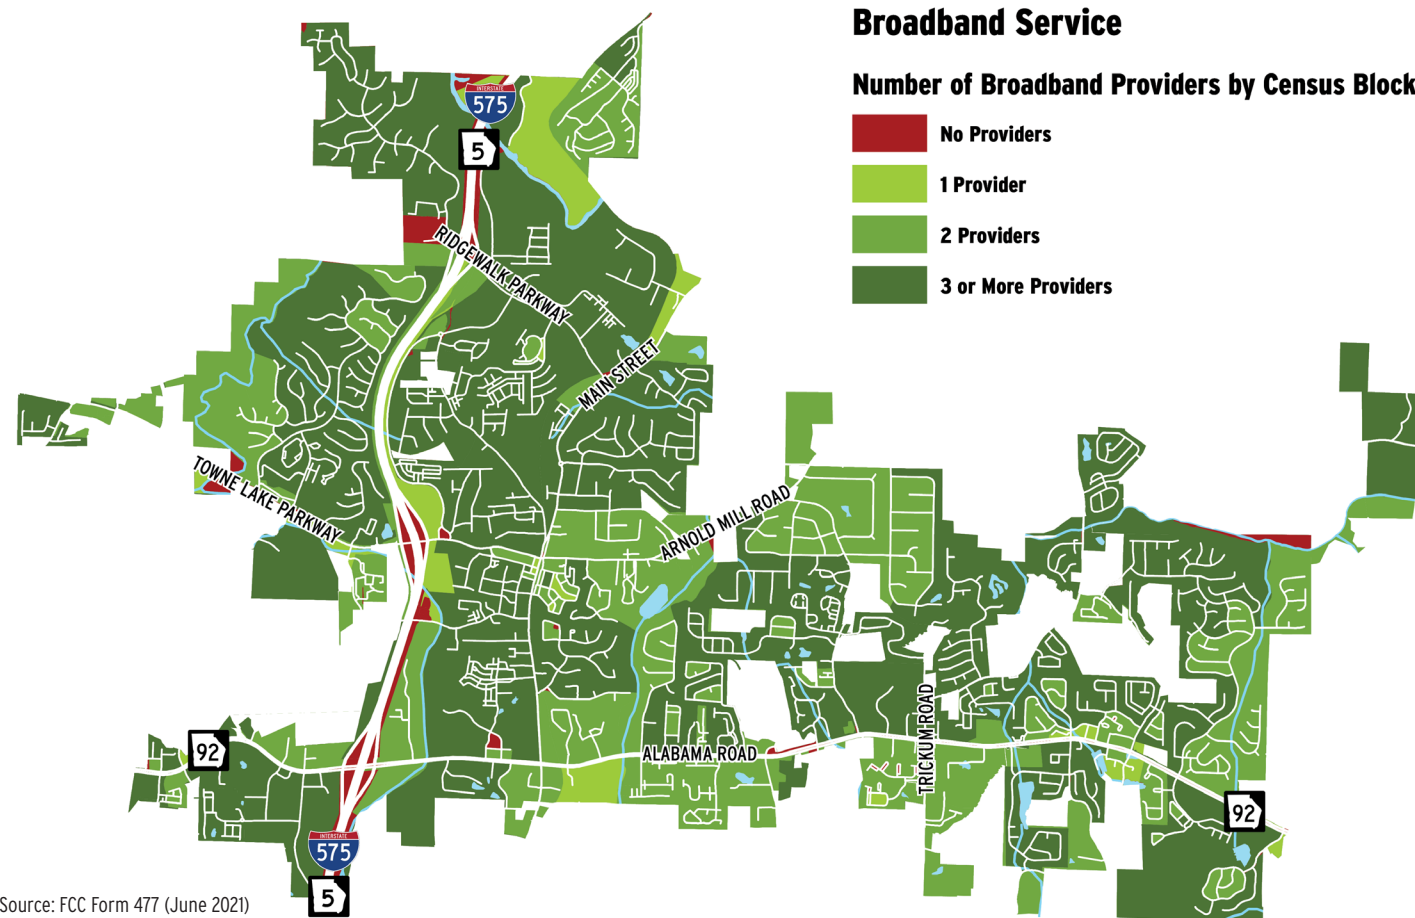 Broadband Service
Number of Broadband Providers by Census Block
No Providers
1 Provider
2 Providers
3 or More Providers
INTERSTATE
575
5
RIDGEWALK PARKWAY
MAIN STREET
TOWNE LAKE PARKWAY
ARNOLD MILL ROAD
TRICKUM ROAD
92
ALABAMA ROAD
92
INTERSTATE
575
5
Source: FCC Form 477 (June 2021)